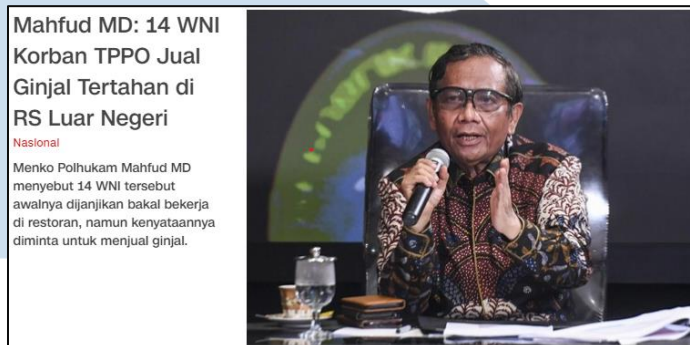 Mahfud MD: 14 WNI
Korban TPPO Jual
Ginjal Tertahan di
RS Luar Negeri
Nasional
Menko Polhukam Mahfud MD
menyebut 14 WNI tersebut
awalnya dijanjikan bakal bekerja
di restoran, namun kenyataannya
diminta untuk menjual ginjal.